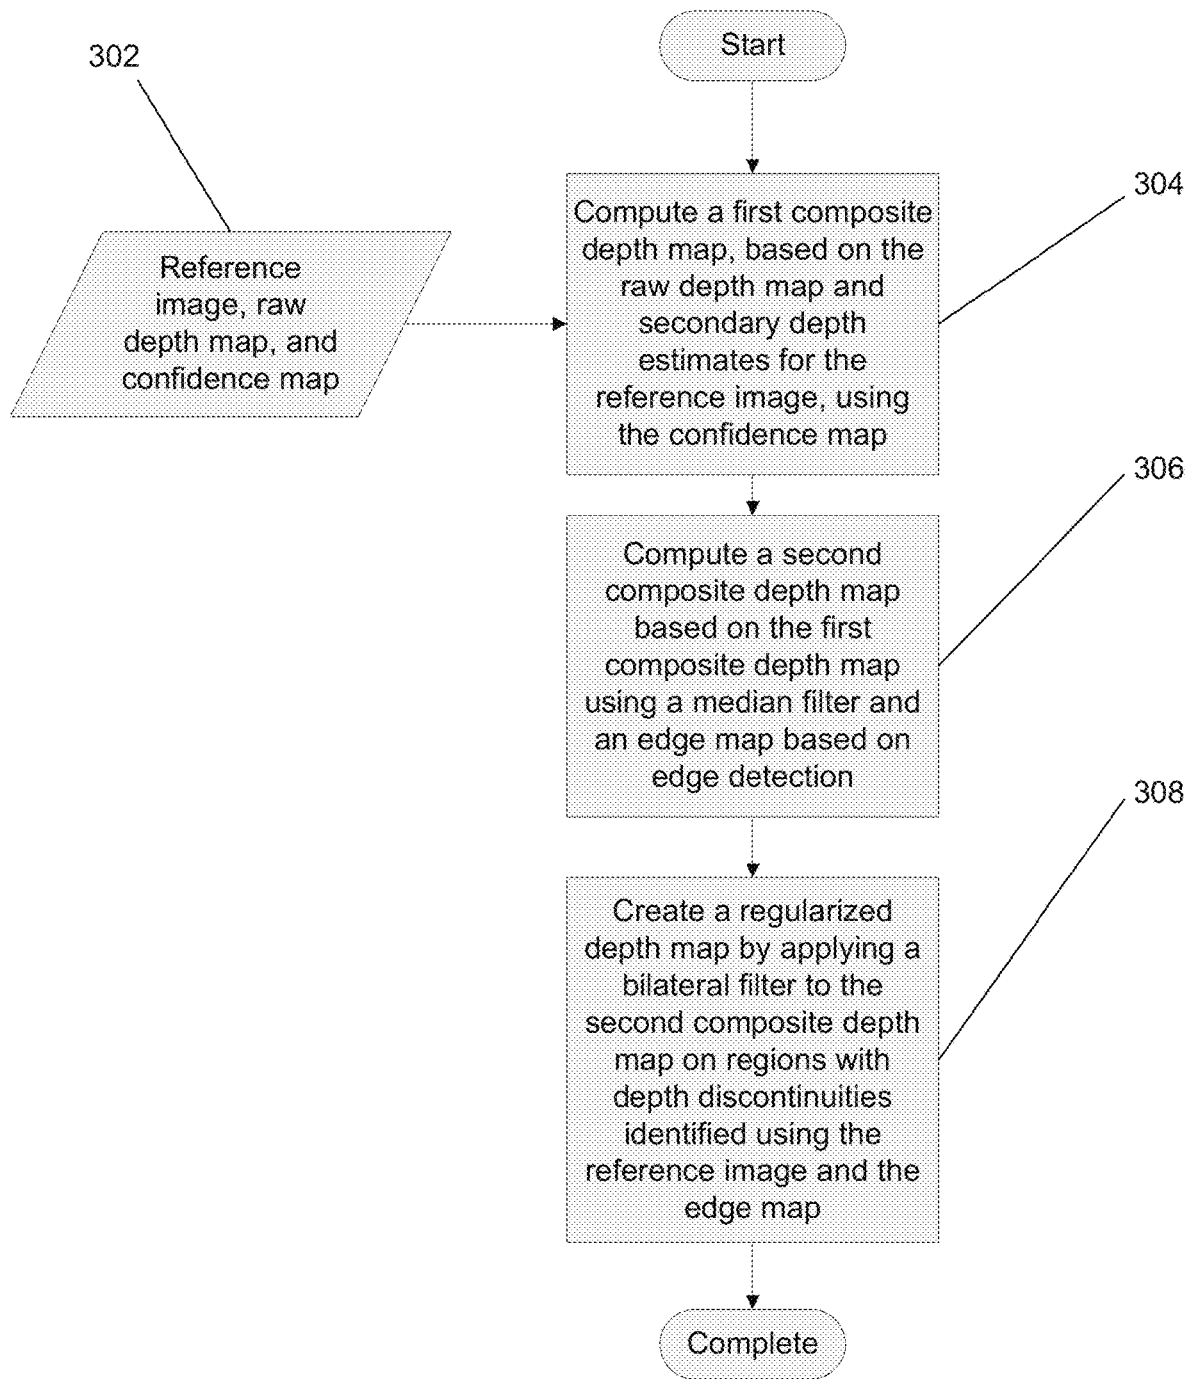 Start
302
304
Reference
image, raw
depth map, and
confidence map
Compute a first composite
depth map, based on the
raw depth map and
secondary depth
estimates for the
reference image, using
the confidence map
306
Compute a second
composite depth map
based on the first
composite depth map
using a median filter and
an edge map based on
edge detection
308
Create a regularized
depth map by applying a
bilateral filter to the
second composite depth
map on regions with
depth discontinuities
identified using the
reference image and the
edge map
Complete